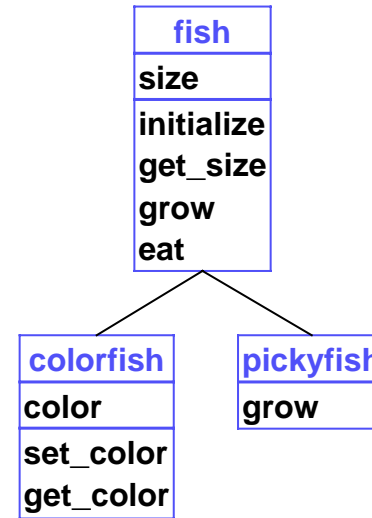 fish
size
initialize
get_size
grow
eat
colorfish
color
set_color
get_color
pickyfish
grow